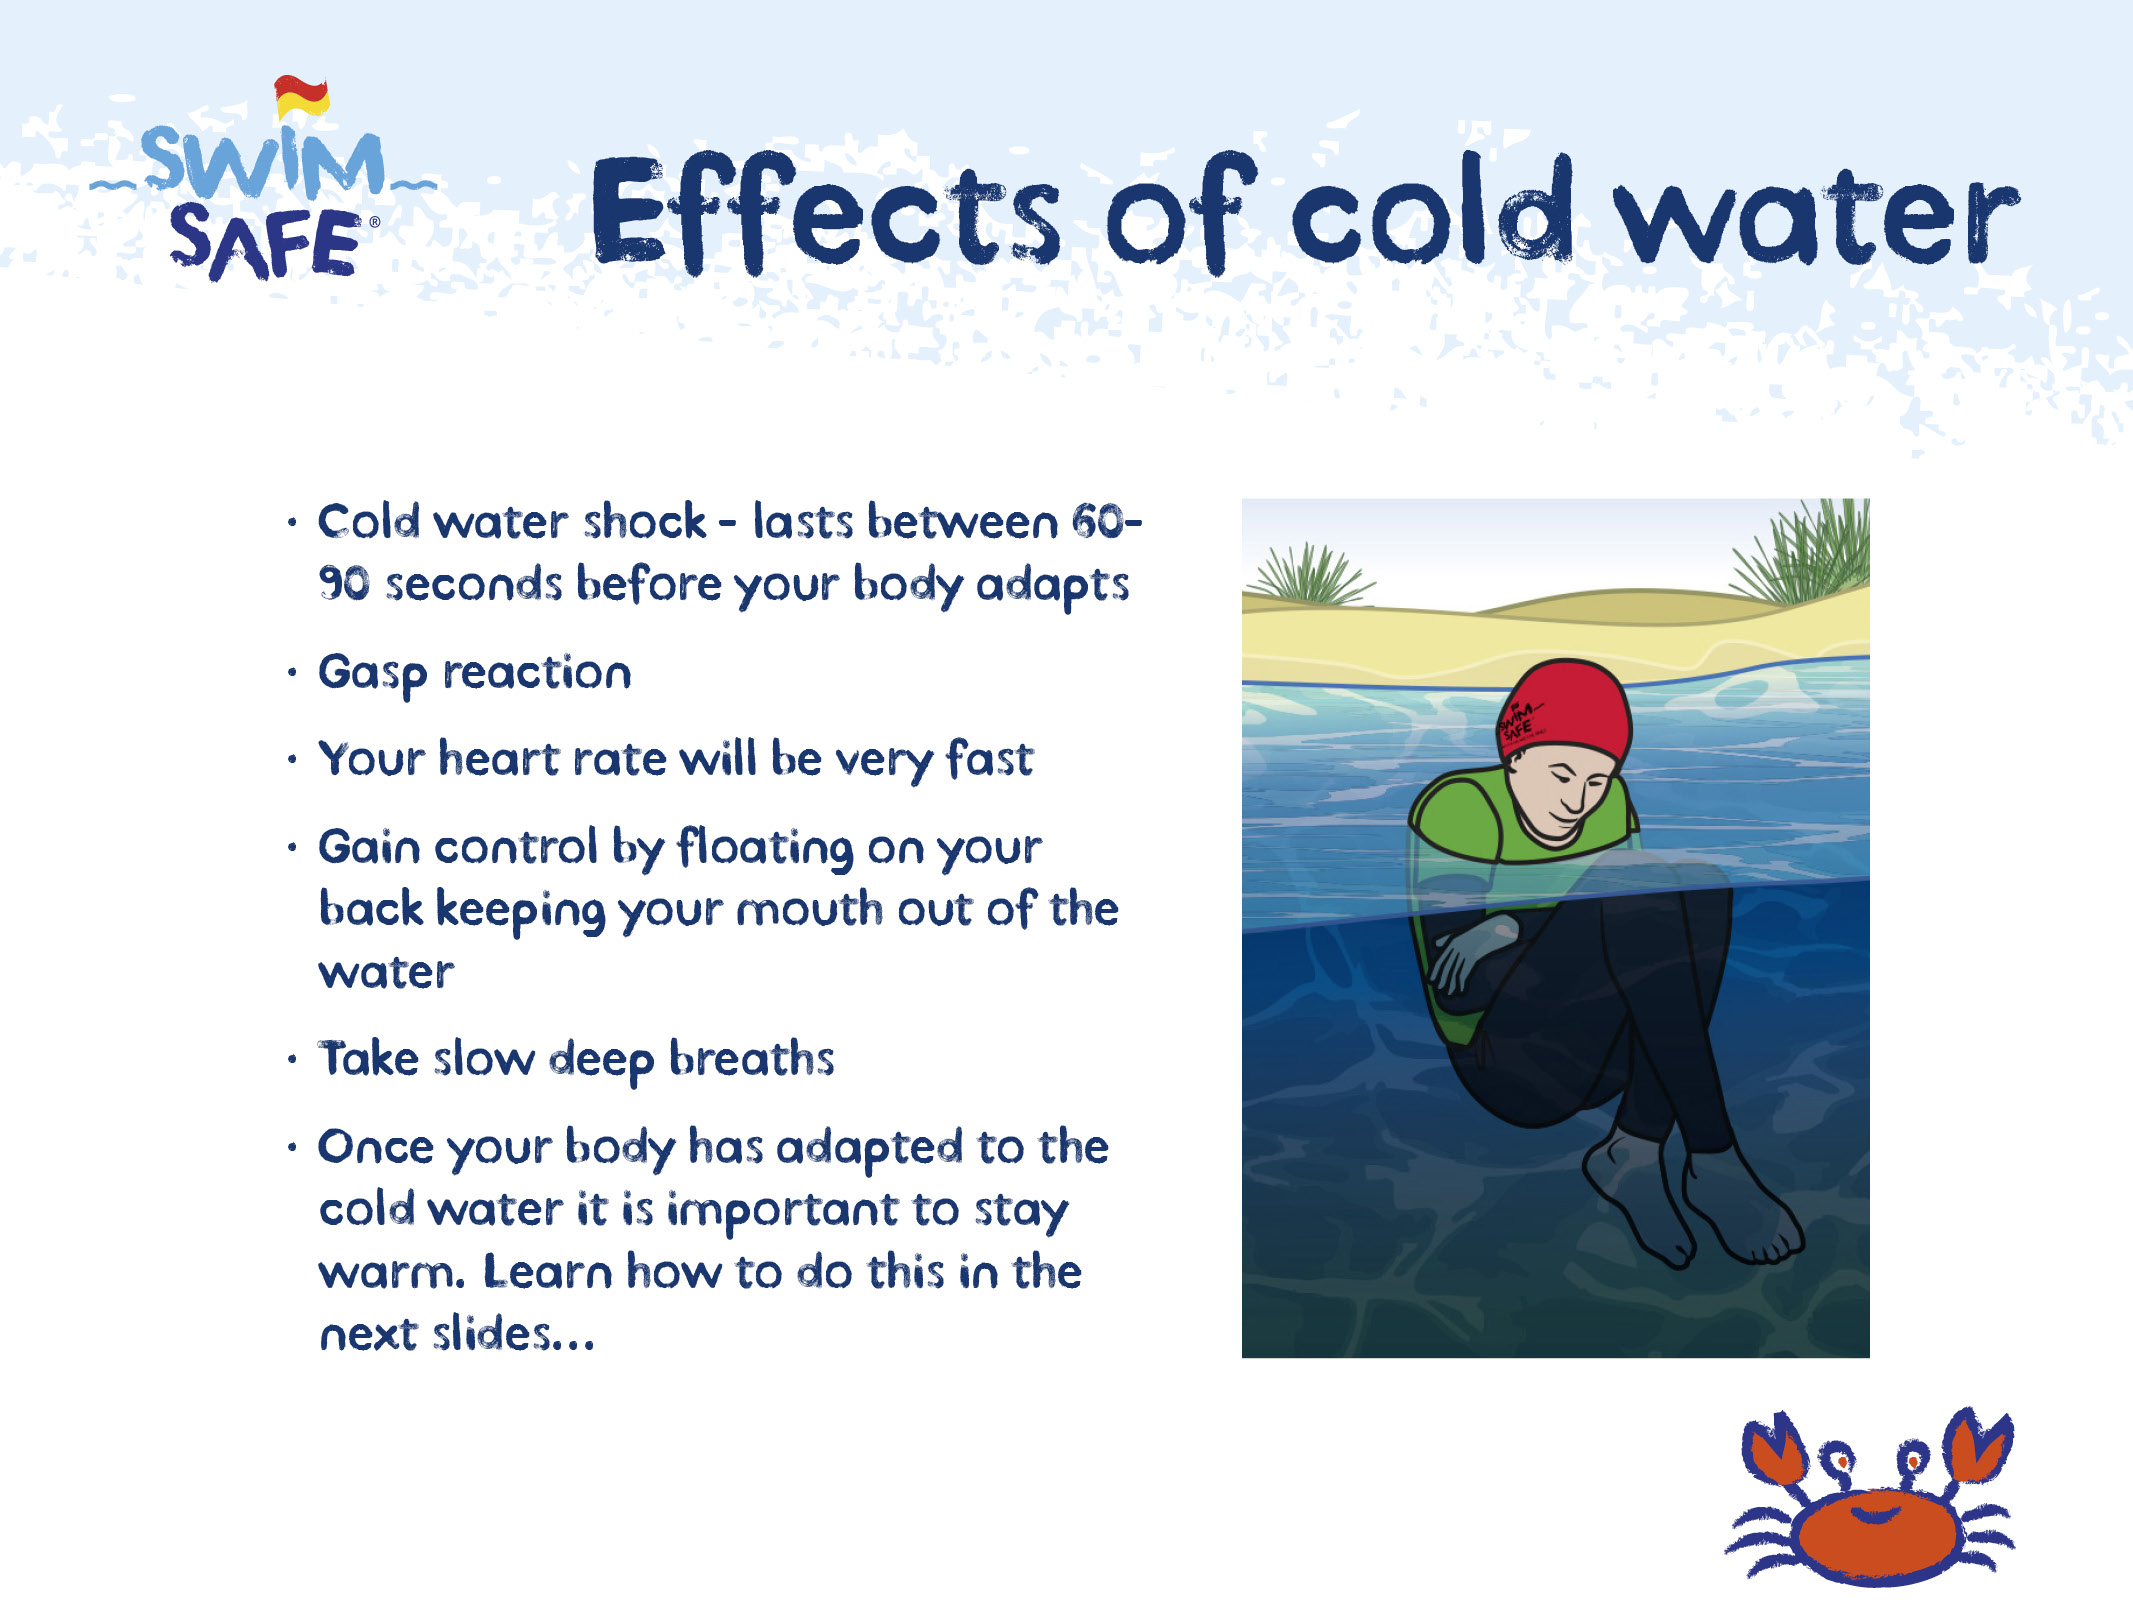 SWIM
SAFE®
Effects of cold water
• Cold water shock - lasts between 60-
90 seconds before your body adapts
• Gasp reaction
• Your heart rate will be very fast
• Gain control by floating on your
back keeping your mouth out of the
water
• Take slow deep breaths
• Once your body has adapted to the
cold water it is important to stay
warm. Learn how to do this in the
next slides...
SWIM
SAFE